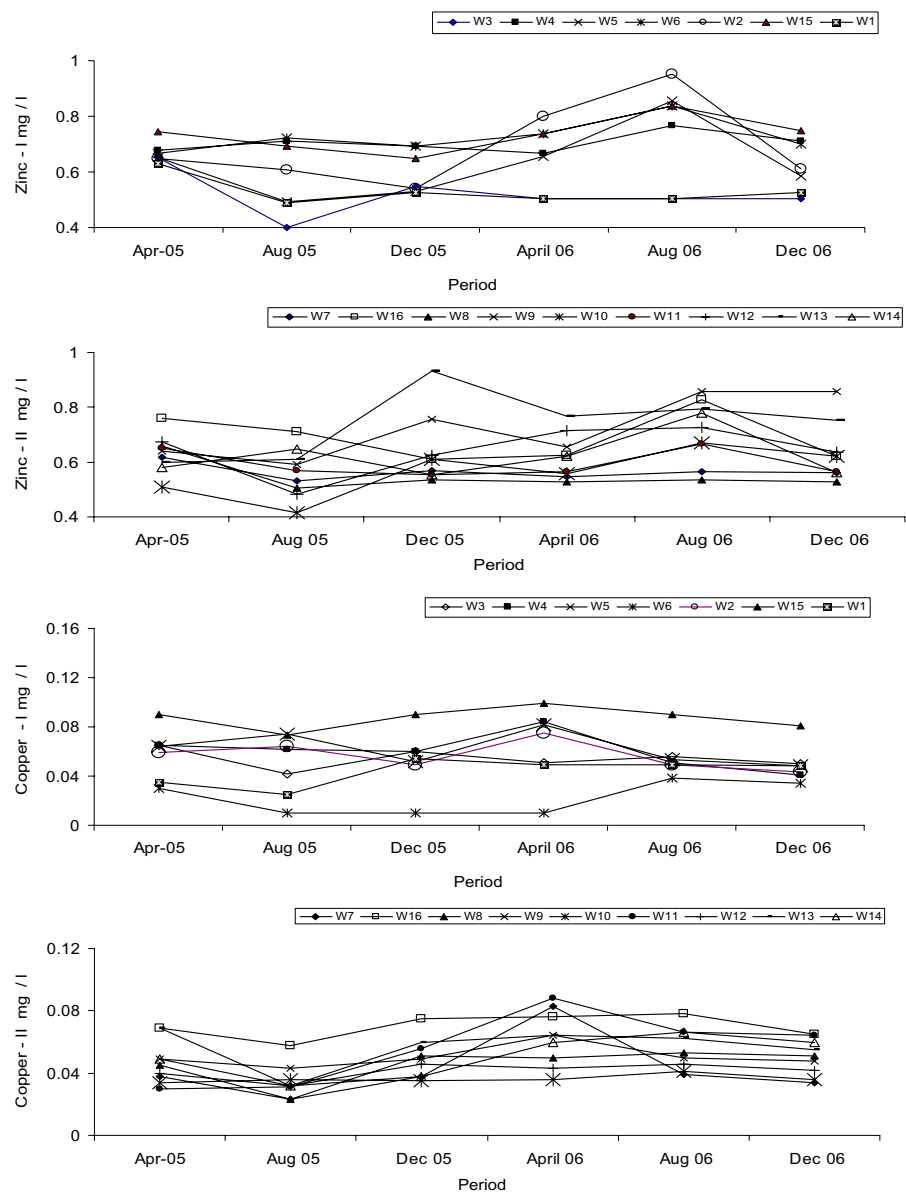 W3 W4 W5 W6 W2 W15 W1
Zinc - I mg / l
1
0.8
0.6
0.4
Apr-05 Aug 05 Dec 05 April 06 Aug 06 Dec 06
Period
W7 W16 W8 W9 W10 W11 W12 W13 W14
Zinc - II mg / l
1
0.8
0.6
0.4
Apr-05 Aug 05 Dec 05 April 06 Aug 06 Dec 06
Period
W3 W4 W5 W6 W2 W15 W1
Copper - I mg / l
0.16
0.12
0.08
0.04
0
Apr-05 Aug 05 Dec 05 April 06 Aug 06 Dec 06
Period
W7 W16 W8 W9 W10 W11 W12 W13 W14
Copper - II mg / l
0.12
0.08
0.04
0
Apr-05 Aug 05 Dec 05 April 06 Aug 06 Dec 06
Period